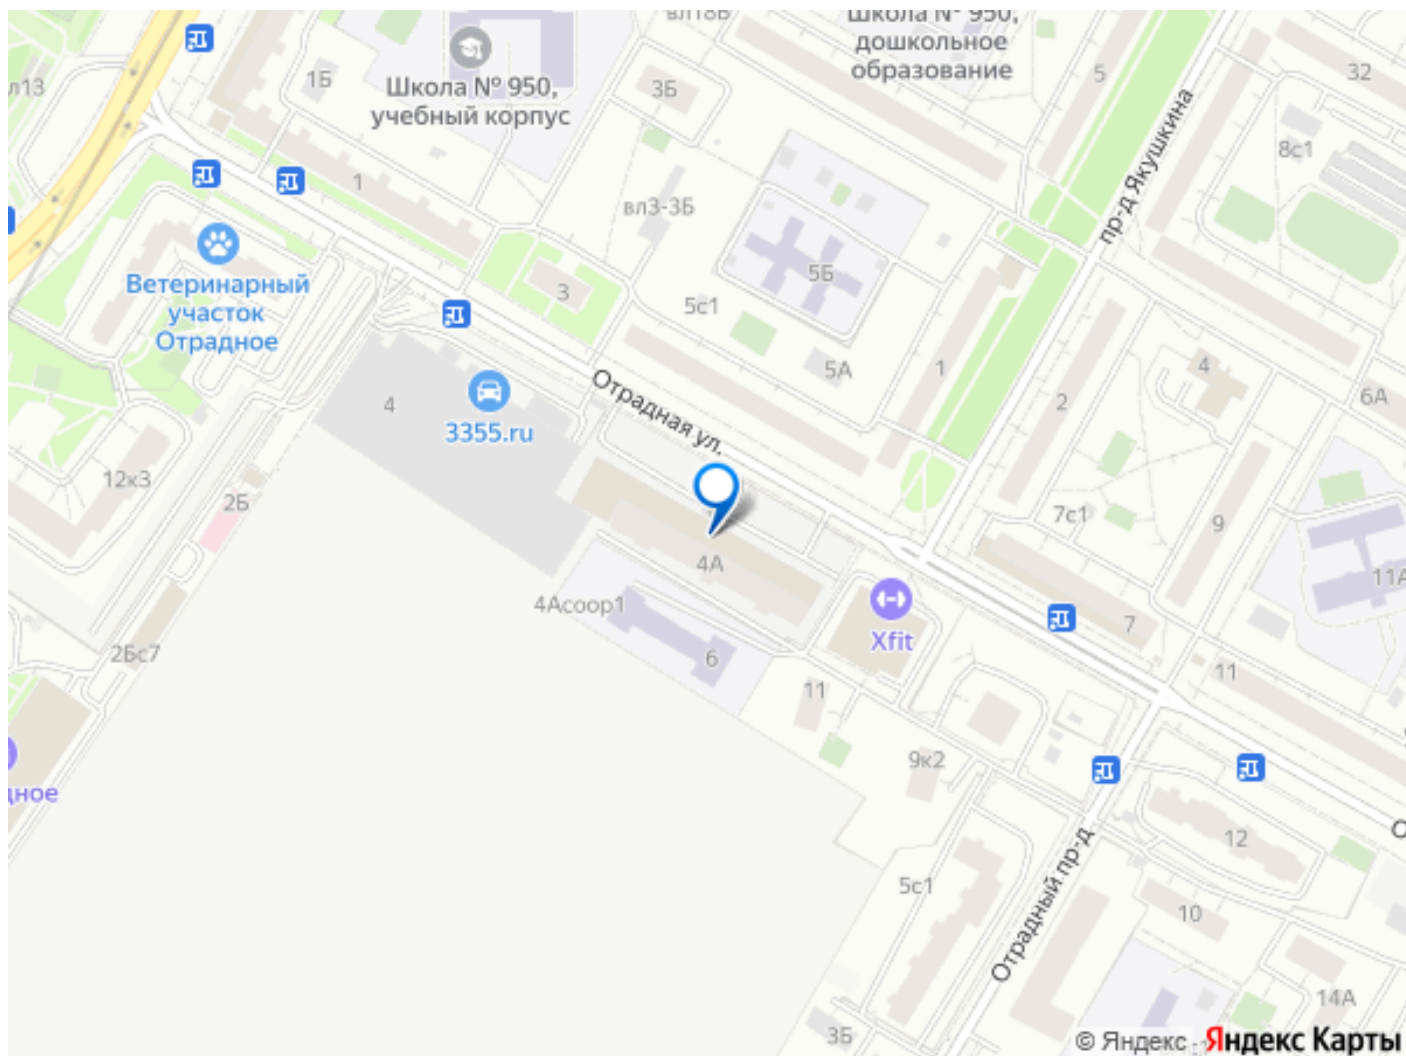 вл18Б
Школа № 950,
дошкольное
образование
5
32
л13
1Б
Школа № 950,
учебный корпус
3Б
8с1
пр-д Якушкина
1
вл3-3Б
Ветеринарный
участок
Отрадное
3
5Б
5с1
5А
1
4
2
6А
4
3355.ru
Отрадная ул.
12к3
2Б
7с1
9
4А
11А
4Асоор1
Xfit
7
6
2Бс7
11
11
9к2
дное
12
5с1
Отрадный пр-д
10
14А
3Б
© Яндекс
Яндекс Карты